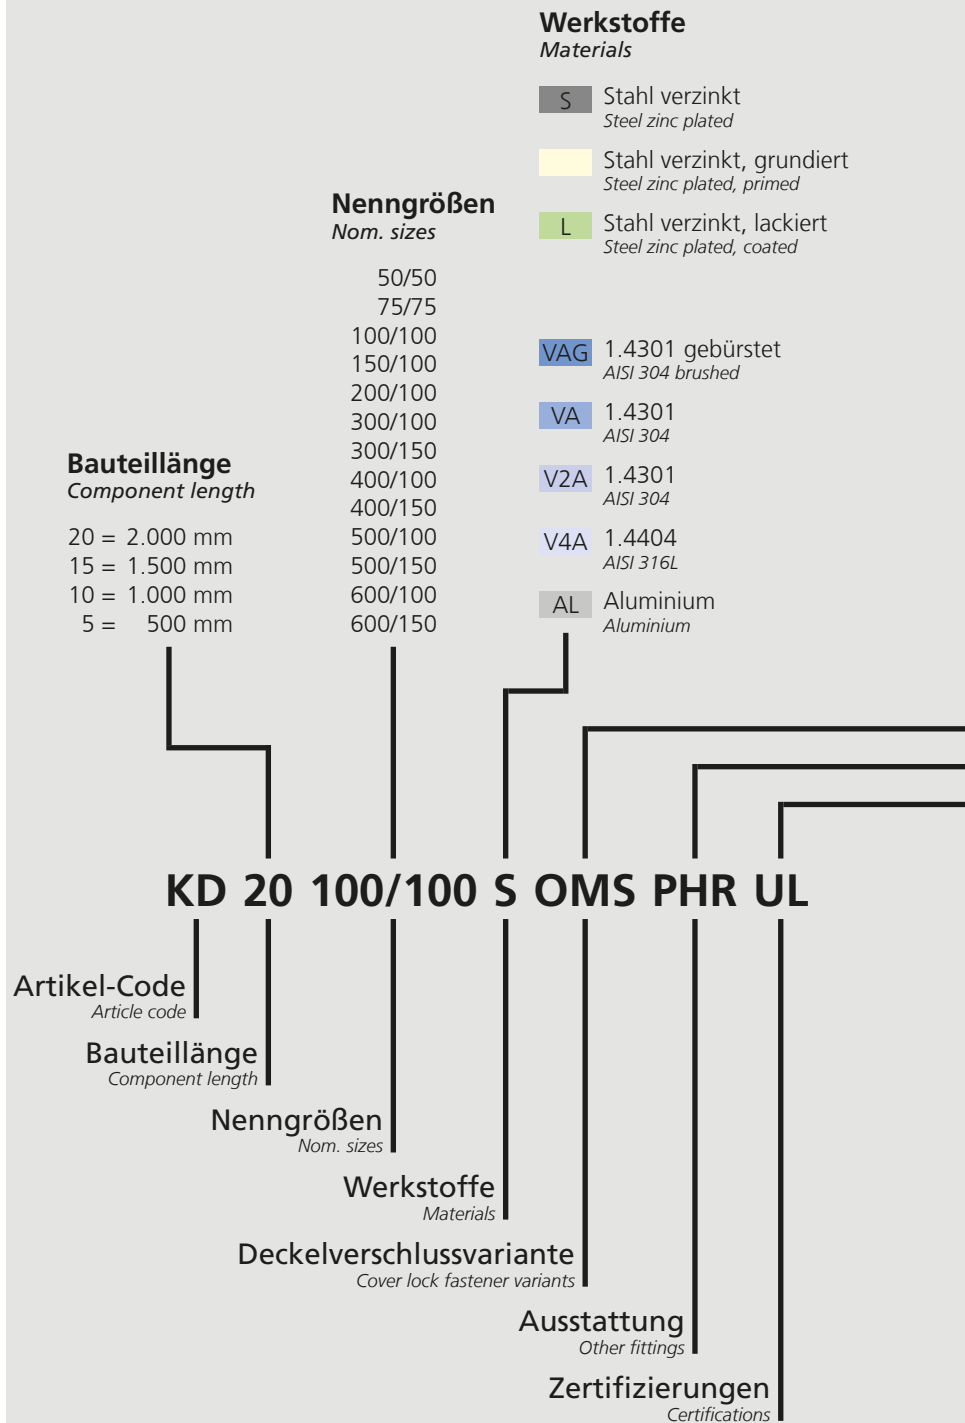 Werkstoffe
Materials
S Stahl verzinkt
Steel zinc plated
Stahl verzinkt, grundiert
Steel zinc plated, primed
L Stahl verzinkt, lackiert
Steel zinc plated, coated
VAG 1.4301 gebürstet
AISI 304 brushed
VA 1.4301
AISI 304
V2A 1.4301
AISI 304
V4A 1.4404
AISI 316L
AL Aluminium
Aluminium
Nenngrößen
Nom. sizes
50/50
75/75
100/100
150/100
200/100
300/100
300/150
400/100
400/150
500/100
500/150
600/100
600/150
Bauteillänge
Component length
20 = 2.000 mm
15 = 1.500 mm
10 = 1.000 mm
5 = 500 mm
KD 20 100/100 S OMS PHR UL
Artikel-Code
Article code
Bauteillänge
Component length
Nenngrößen
Nom. sizes
Werkstoffe
Materials
Deckelverschlussvariante
Cover lock fastener variants
Ausstattung
Other fittings
Zertifizierungen
Certifications